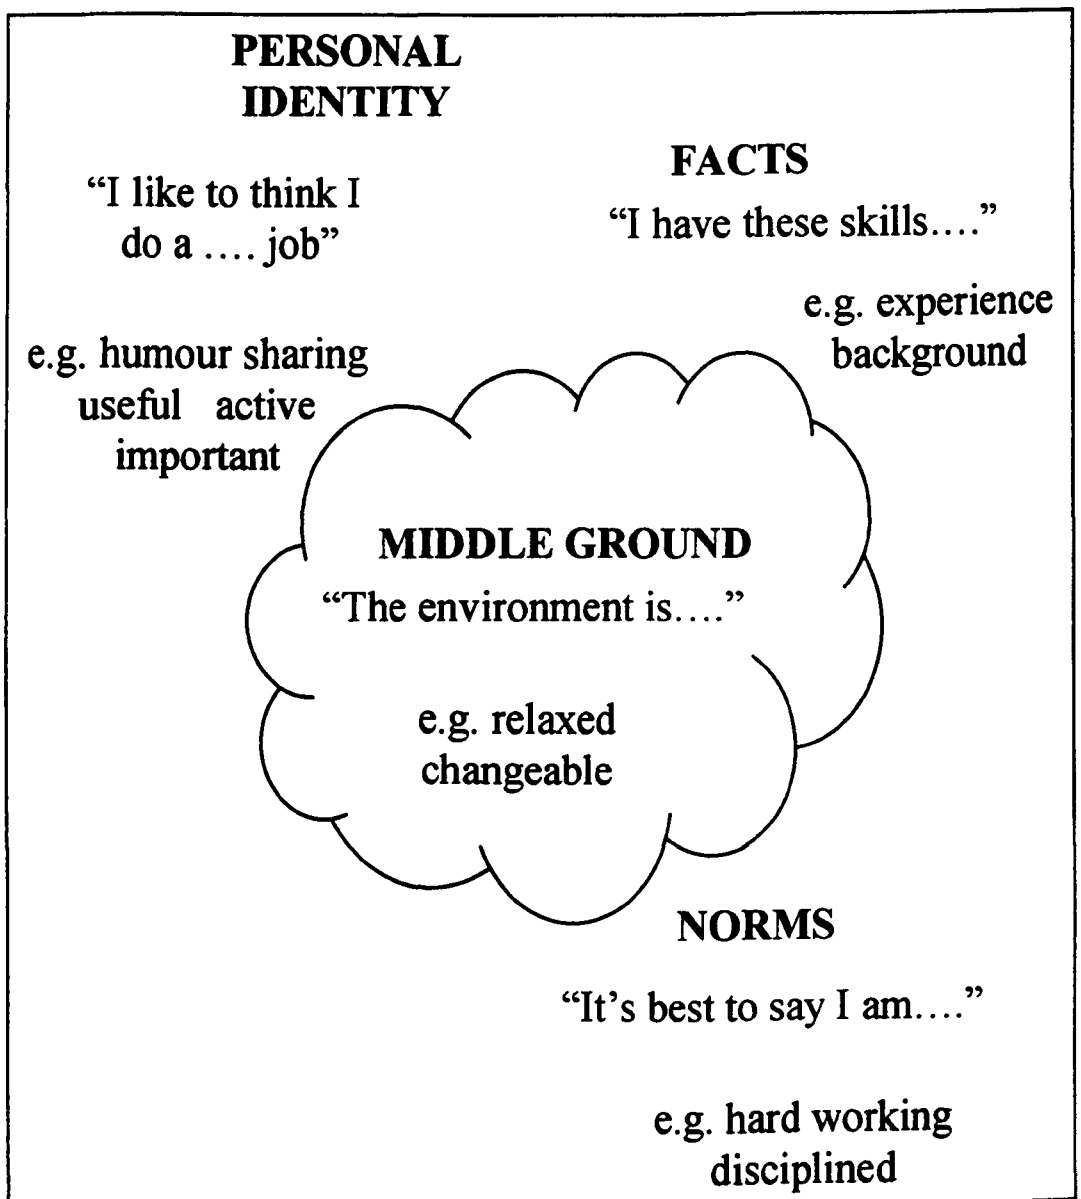 PERSONAL
IDENTITY
“I like to think I
do a .... job”
e.g. humour sharing
useful active
important
FACTS
“I have these skills....”
e.g. experience
background
MIDDLE GROUND
“The environment is....”
e.g. relaxed
changeable
NORMS
“It’s best to say I am....”
e.g. hard working
disciplined